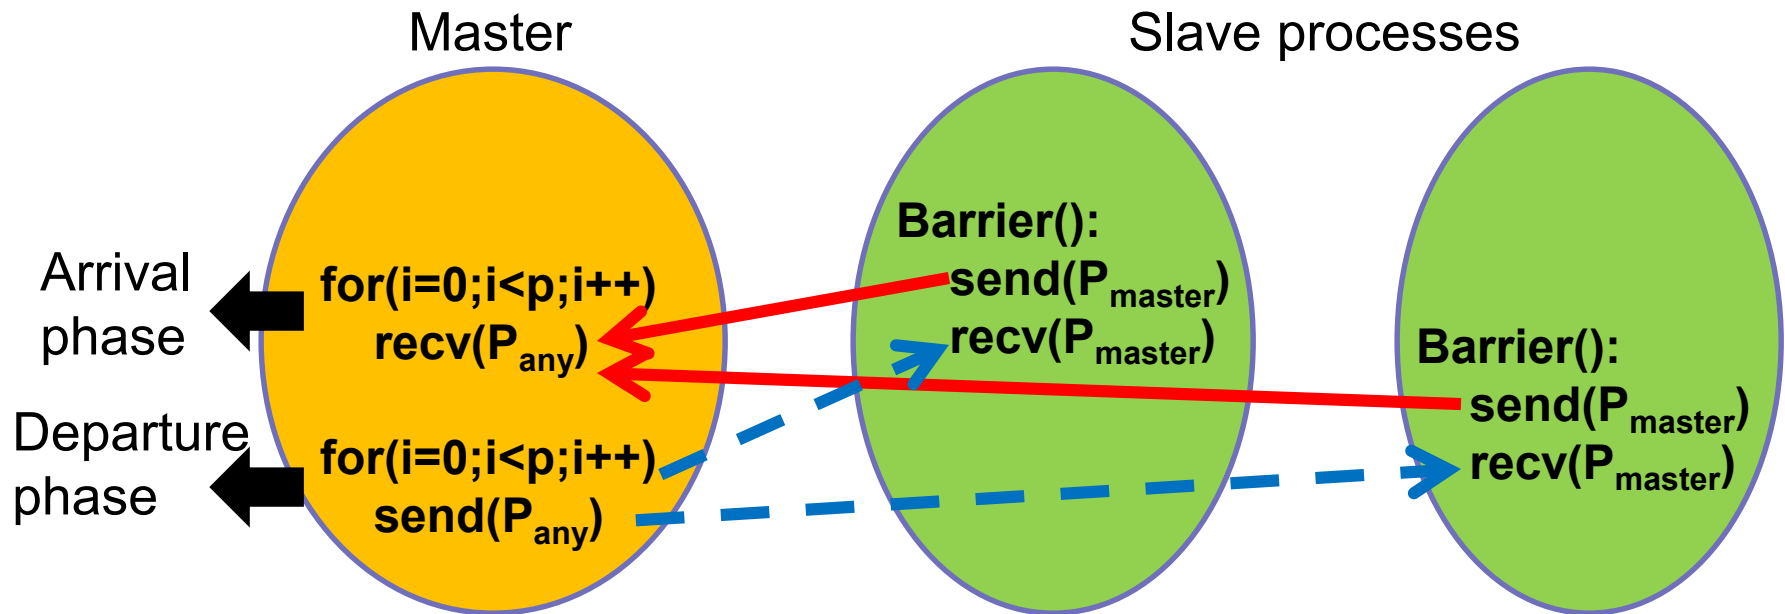 Master
Slave processes
Arrival
phase
for(i=0;i<p;i++)
recv(Pany)
Departure
phase
for(i=0;i<p;i++)
send(Pany)
Barrier():
send(Pmaster)
recv(Pmaster)
Barrier():
send(Pmaster)
recv(Pmaster)